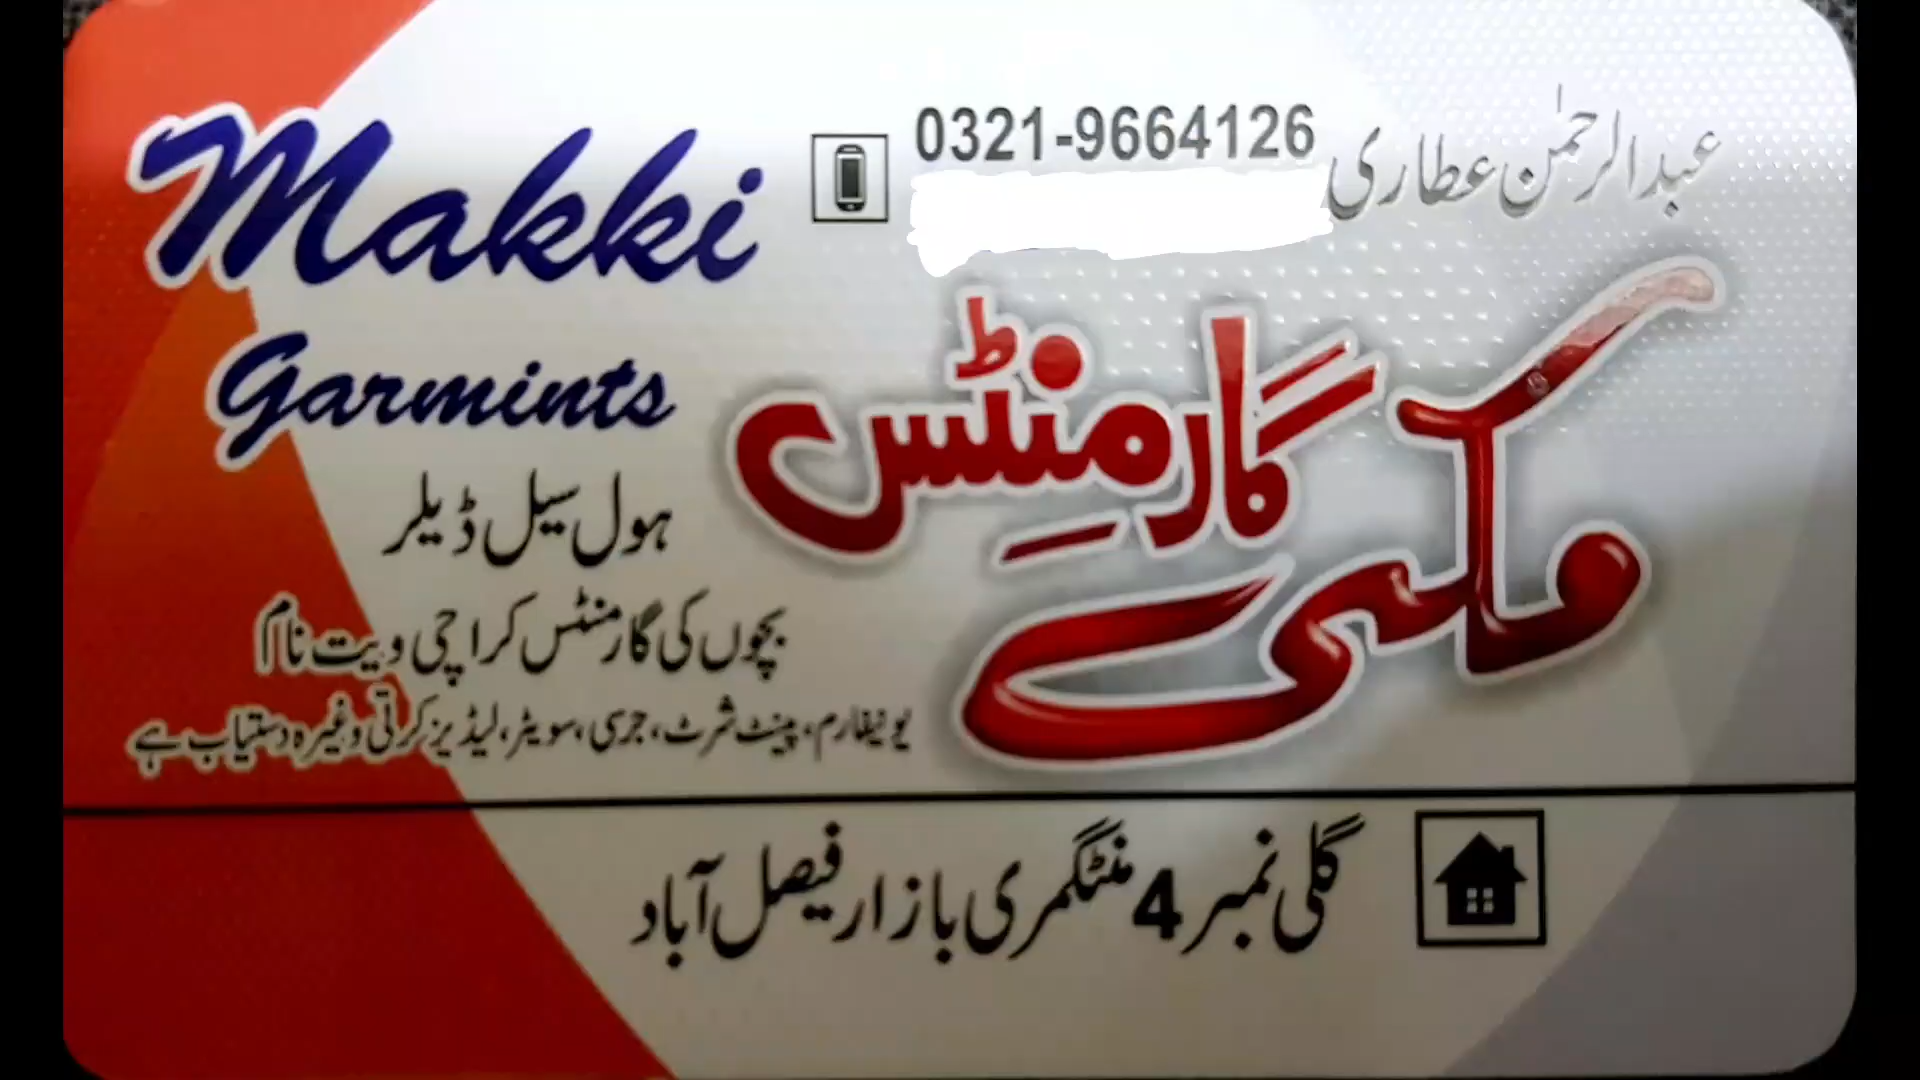 Makki
Garmints
0321-9664126
عبدالرحمٰن عطاری
مکی گارمنٹس
ہول سیل ڈیلر
بچوں کی گارمنٹس کراچی ویت نام
یونیفارم، پینٹ شرٹ، جرسی، سویٹر، لیڈیز کرتی وغیرہ دستیاب ہے
گلی نمبر 4 منٹگمری بازار فیصل آباد